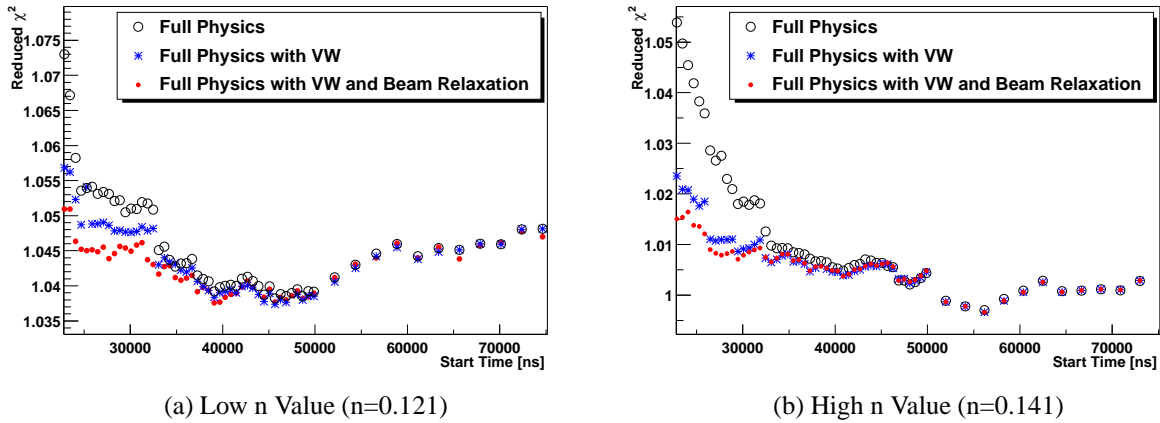 Reduced χ²
1.075
1.07
1.065
1.06
1.055
1.05
1.045
1.04
1.035
Full Physics
Full Physics with VW
Full Physics with VW and Beam Relaxation
30000 40000 50000 60000 70000
Start Time [ns]
(a) Low n Value (n=0.121)
Reduced χ²
1.05
1.04
1.03
1.02
1.01
1
Full Physics
Full Physics with VW
Full Physics with VW and Beam Relaxation
30000 40000 50000 60000 70000
Start Time [ns]
(b) High n Value (n=0.141)